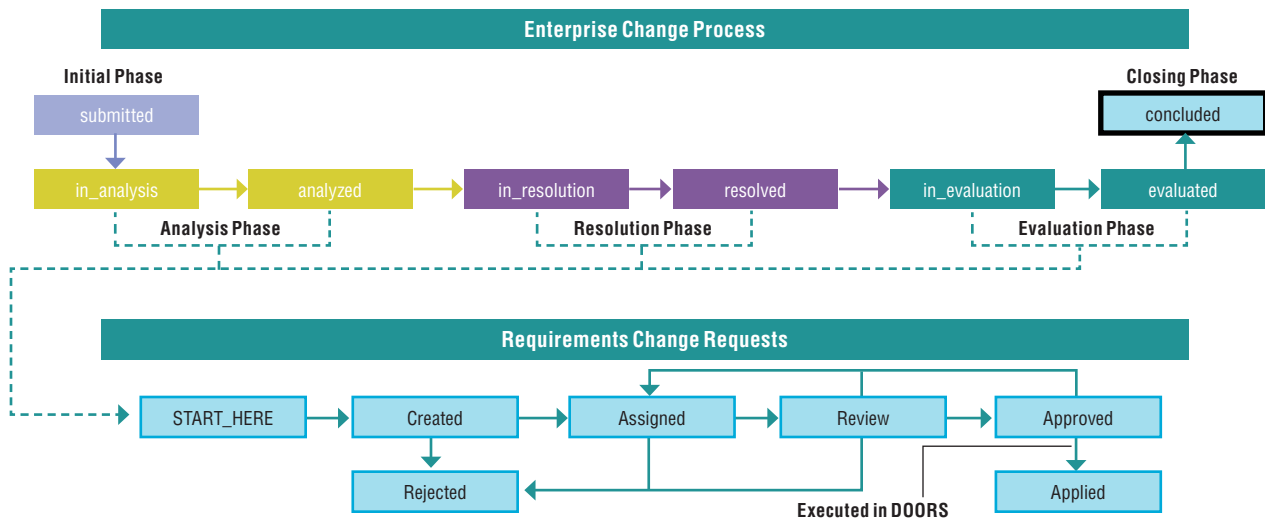 Enterprise Change Process
Initial Phase
Closing Phase
submitted
concluded
in_analysis
analyzed
in_resolution
resolved
in_evaluation
evaluated
Analysis Phase
Resolution Phase
Evaluation Phase
Requirements Change Requests
START_HERE
Created
Assigned
Review
Approved
Rejected
Applied
Executed in DOORS